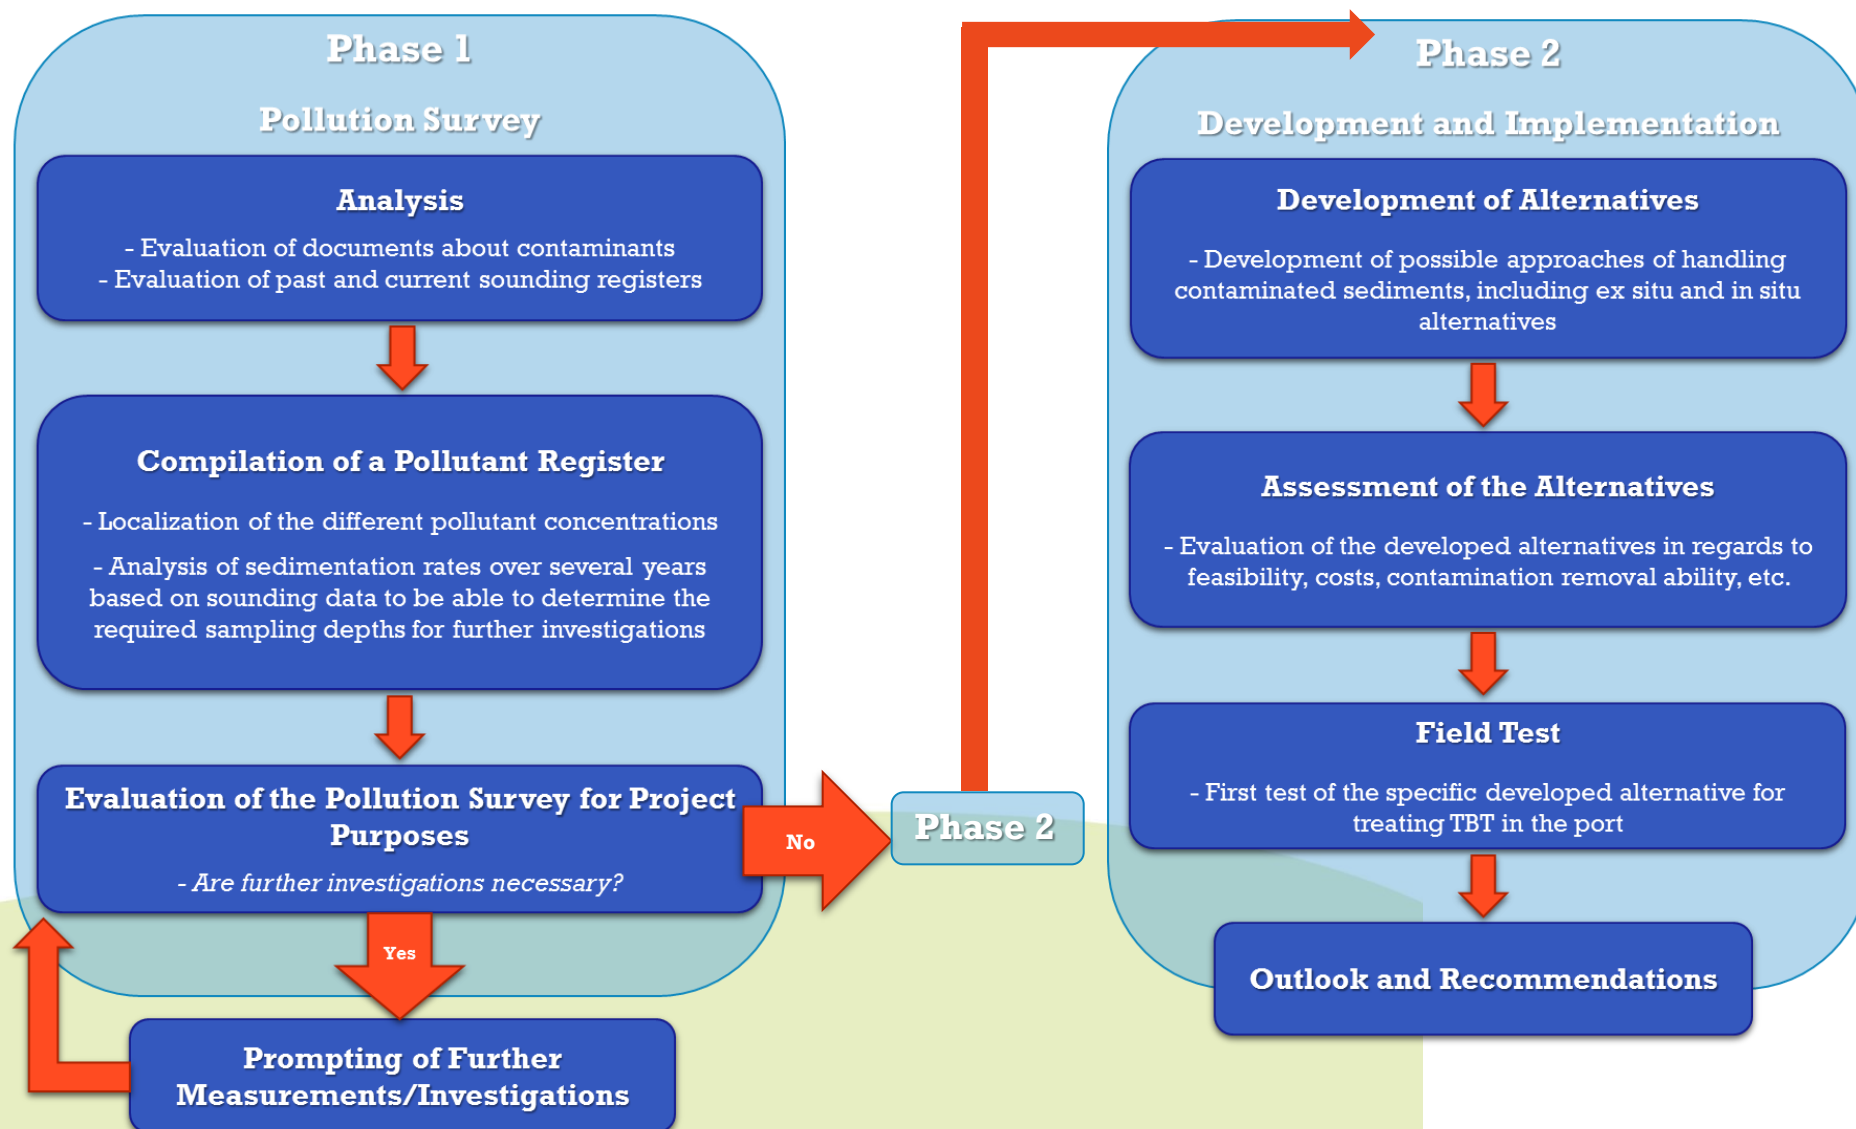 Phase 1
Pollution Survey
Analysis
- Evaluation of documents about contaminants
- Evaluation of past and current sounding registers
Compilation of a Pollutant Register
- Localization of the different pollutant concentrations
- Analysis of sedimentation rates over several years
based on sounding data to be able to determine the
required sampling depths for further investigations
Evaluation of the Pollution Survey for Project
Purposes
- Are further investigations necessary?
No
Yes
Prompting of Further
Measurements/Investigations
Phase 2
Phase 2
Development and Implementation
Development of Alternatives
- Development of possible approaches of handling
contaminated sediments, including ex situ and in situ
alternatives
Assessment of the Alternatives
- Evaluation of the developed alternatives in regards to
feasibility, costs, contamination removal ability, etc.
Field Test
- First test of the specific developed alternative for
treating TBT in the port
Outlook and Recommendations